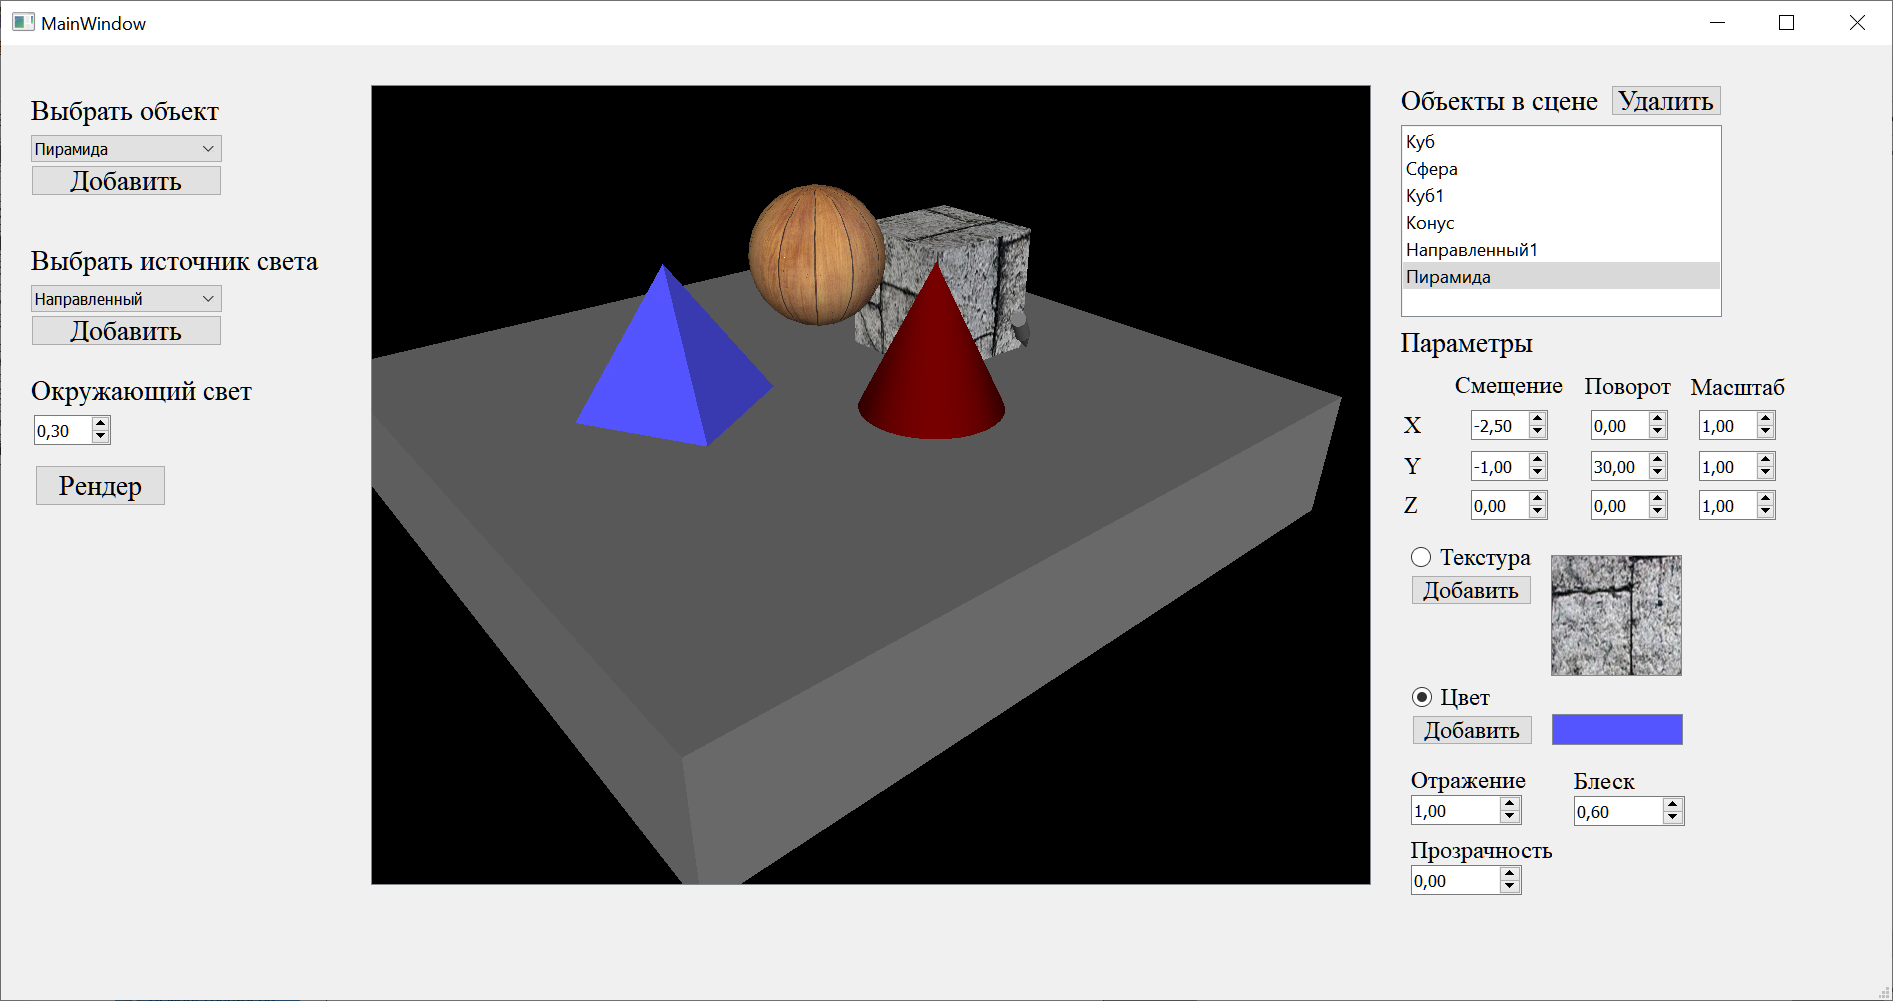 MainWindow
Выбрать объект
Пирамида
Добавить
Выбрать источник света
Направленный
Добавить
Окружающий свет
0,30
Рендер
Объекты в сцене Удалить
Куб
Сфера
Куб1
Конус
Направленный1
Пирамида
Параметры
Смещение Поворот Масштаб
X -2,50 0,00 1,00
Y -1,00 30,00 1,00
Z 0,00 0,00 1,00
Текстура
Добавить
Цвет
Добавить
Отражение Блеск
1,00 0,60
Прозрачность
0,00